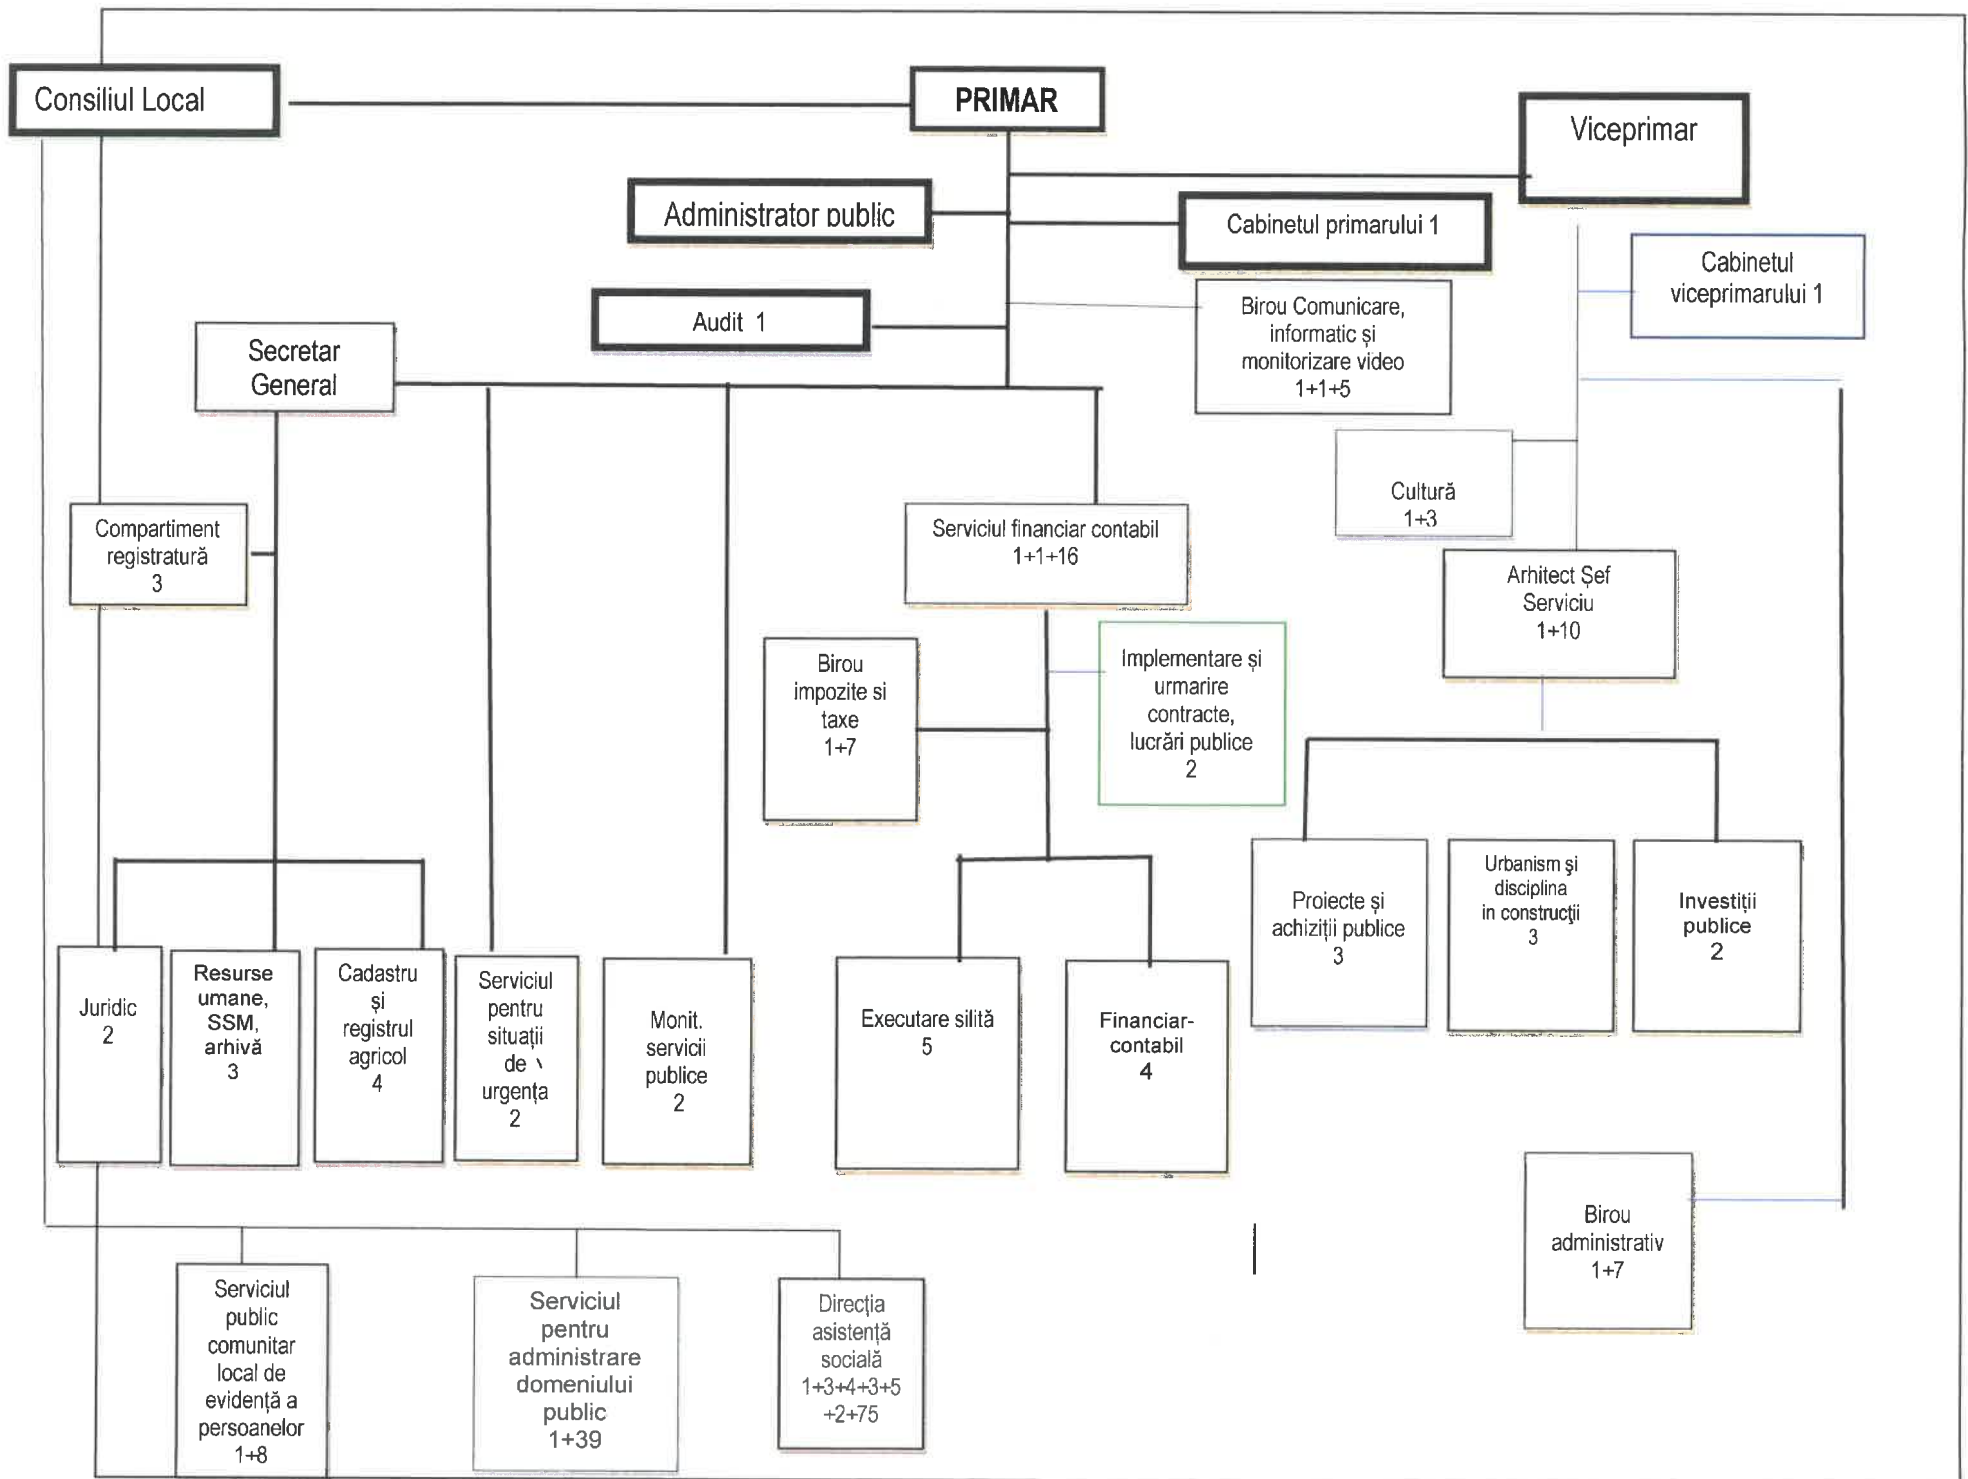 Consiliul Local
PRIMAR
Viceprimar
Administrator public
Cabinetul primarului 1
Cabinetul
viceprimarului 1
Audit 1
Birou Comunicare,
informatic și
monitorizare video
1+1+5
Secretar
General
Cultură
1+3
Compartiment
registratură
3
Serviciul financiar contabil
1+1+16
Arhitect Șef
Serviciu
1+10
Birou
impozite si
taxe
1+7
Implementare și
urmarire
contracte,
lucrări publice
2
Proiecte și
achiziții publice
3
Urbanism şi
disciplina
in construcţii
3
Investiții
publice
2
Juridic
2
Resurse
umane,
SSM,
arhivă
3
Cadastru
și
registrul
agricol
4
Serviciul
pentru
situații
de
urgența
2
Monit.
servicii
publice
2
Executare silită
5
Financiar-
contabil
4
Birou
administrativ
1+7
Serviciul
public
comunitar
local de
evidență a
persoanelor
1+8
Serviciul
pentru
administrare
domeniului
public
1+39
Direcția
asistență
socială
1+3+4+3+5
+2+75